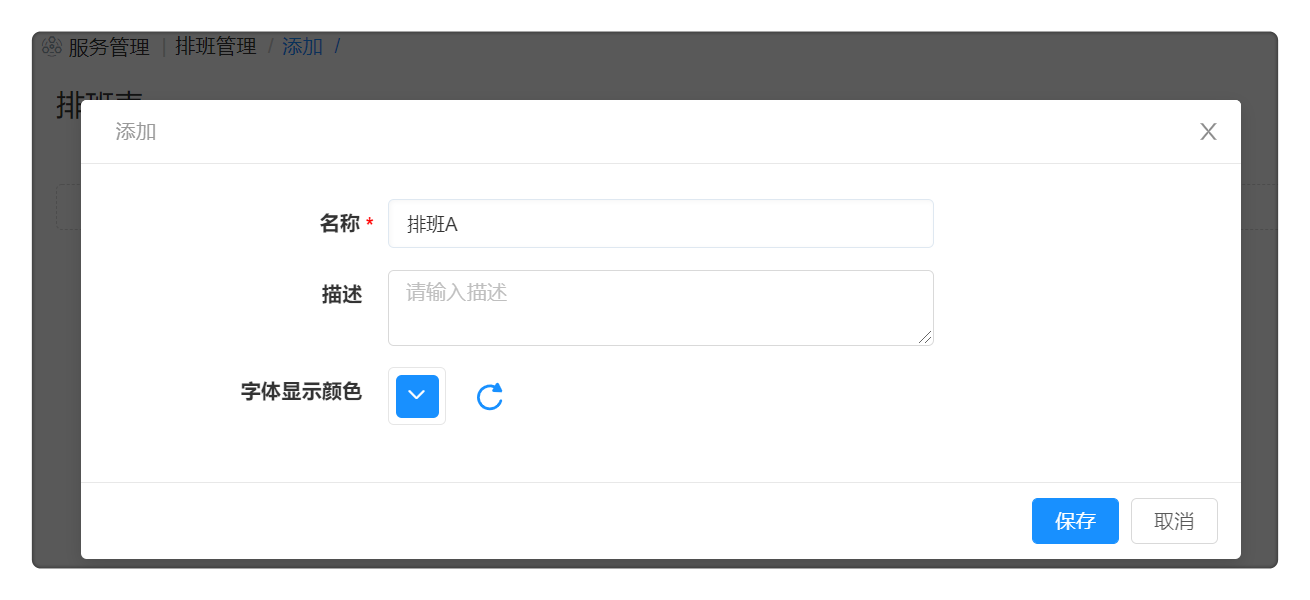 服务管理 | 排班管理 / 添加 /
排班表
添加 X
名称 * 排班A
描述 请输入描述
字体显示颜色
保存 取消